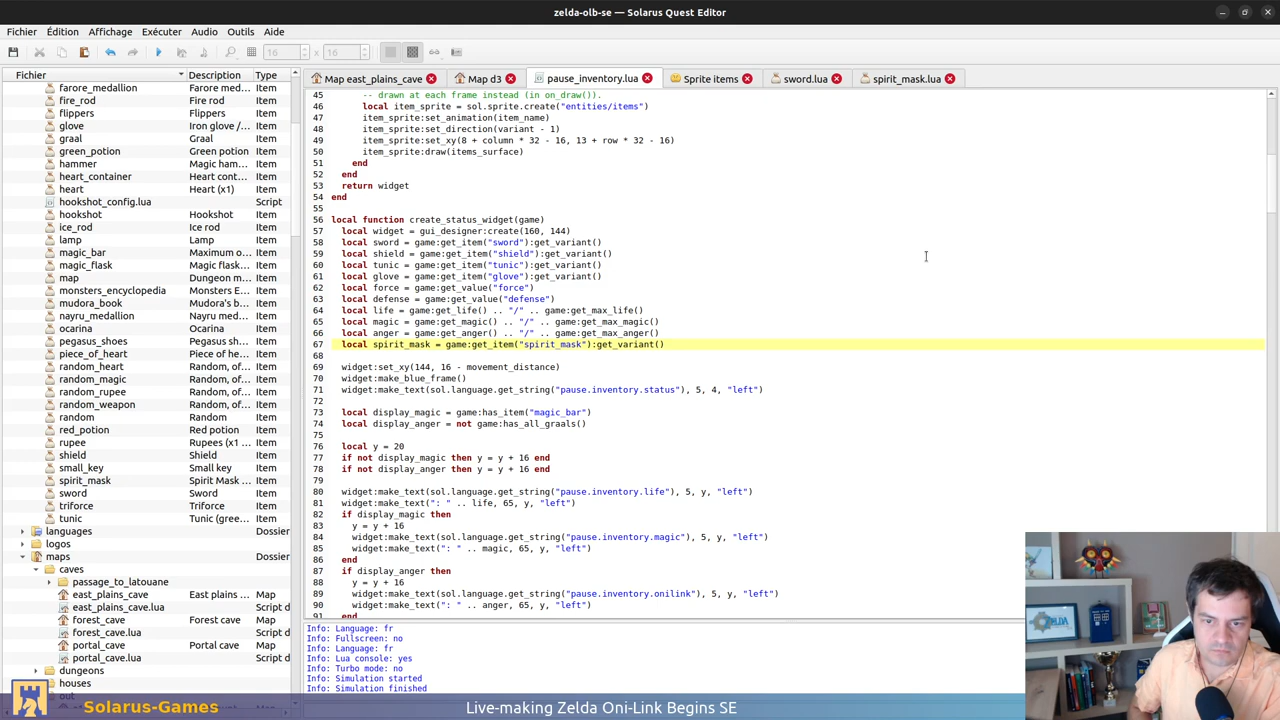 zelda-olb-se — Solarus Quest Editor
Fichier Édition Affichage Exécuter Audio Outils Aide
16 x 16
Fichier Description Type
Map east_plains_cave Map d3 pause_inventory.lua Sprite items sword.lua spirit_mask.lua
farore_medallion Farore med... Item
fire_rod Fire rod Item
flippers Flippers Item
glove Iron glove /... Item
graal Graal Item
green_potion Green potion Item
hammer Magic ham... Item
heart_container Heart cont... Item
heart Heart (x1) Item
hookshot_config.lua Script
hookshot Hookshot Item
ice_rod Ice rod Item
lamp Lamp Item
magic_bar Maximum o... Item
magic_flask Magic flask... Item
map Dungeon m... Item
monsters_encyclopedia Monsters E... Item
mudora_book Mudora's b... Item
nayru_medallion Nayru med... Item
ocarina Ocarina Item
pegasus_shoes Pegasus sh... Item
piece_of_heart Piece of he... Item
random_heart Random, of... Item
random_magic Random, of... Item
random_rupee Random, of... Item
random_weapon Random, of... Item
random Random Item
red_potion Red potion Item
rupee Rupees (x1 ... Item
shield Shield Item
small_key Small key Item
spirit_mask Spirit Mask ... Item
sword Sword Item
triforce Triforce Item
tunic Tunic (gree... Item
languages Dossier
logos Dossier
maps Dossier
caves Dossier
passage_to_latouane Dossier
east_plains_cave East plains ... Map
east_plains_cave.lua Script d
forest_cave Forest cave Map
forest_cave.lua Script d
portal_cave Portal cave Map
portal_cave.lua Script d
dungeons Dossier
houses Dossier
45 -- drawn at each frame instead (in on_draw()).
46 local item_sprite = sol.sprite.create("entities/items")
47 item_sprite:set_animation(item_name)
48 item_sprite:set_direction(variant - 1)
49 item_sprite:set_xy(8 + column * 32 - 16, 13 + row * 32 - 16)
50 item_sprite:draw(items_surface)
51 end
52 end
53 return widget
54 end
55
56 local function create_status_widget(game)
57 local widget = gui_designer:create(160, 144)
58 local sword = game:get_item("sword"):get_variant()
59 local shield = game:get_item("shield"):get_variant()
60 local tunic = game:get_item("tunic"):get_variant()
61 local glove = game:get_item("glove"):get_variant()
62 local force = game:get_value("force")
63 local defense = game:get_value("defense")
64 local life = game:get_life() .. "/" .. game:get_max_life()
65 local magic = game:get_magic() .. "/" .. game:get_max_magic()
66 local anger = game:get_anger() .. "/" .. game:get_max_anger()
67 local spirit_mask = game:get_item("spirit_mask"):get_variant()
68
69 widget:set_xy(144, 16 - movement_distance)
70 widget:make_blue_frame()
71 widget:make_text(sol.language.get_string("pause.inventory.status"), 5, 4, "left")
72
73 local display_magic = game:has_item("magic_bar")
74 local display_anger = not game:has_all_graals()
75
76 local y = 20
77 if not display_magic then y = y + 16 end
78 if not display_anger then y = y + 16 end
79
80 widget:make_text(sol.language.get_string("pause.inventory.life"), 5, y, "left")
81 widget:make_text(": " .. life, 65, y, "left")
82 if display_magic then
83 y = y + 16
84 widget:make_text(sol.language.get_string("pause.inventory.magic"), 5, y, "left")
85 widget:make_text(": " .. magic, 65, y, "left")
86 end
87 if display_anger then
88 y = y + 16
89 widget:make_text(sol.language.get_string("pause.inventory.onilink"), 5, y, "left")
90 widget:make_text(": " .. anger, 65, y, "left")
91 end
Info: Language: fr
Info: Fullscreen: no
Info: Language: fr
Info: Lua console: yes
Info: Turbo mode: no
Info: Simulation started
Info: Simulation finished
Solarus-Games
Live-making Zelda Oni-Link Begins SE